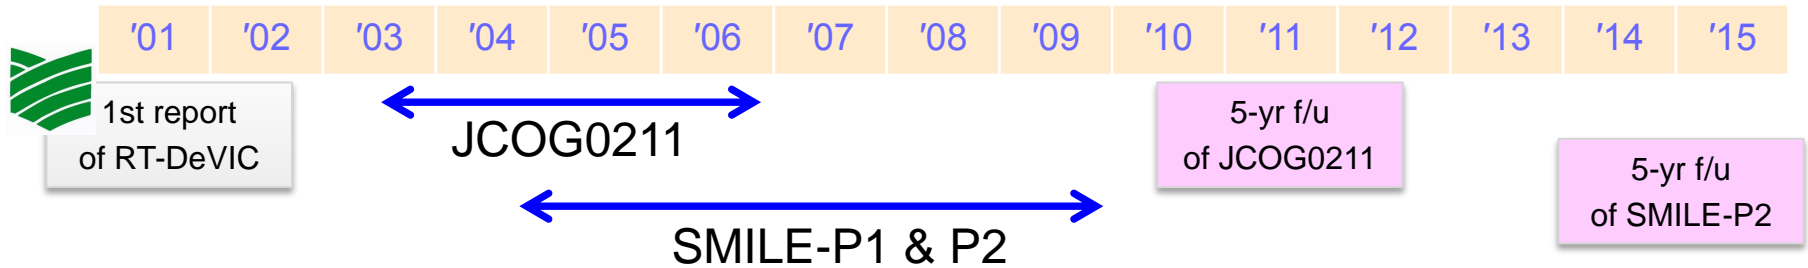 ′01 ′02 ′03 ′04 ′05 ′06 ′07 ′08 ′09 ′10 ′11 ′12 ′13 ′14 ′15
1st report
of RT-DeVIC
JCOG0211
SMILE-P1 & P2
5-yr f/u
of JCOG0211
5-yr f/u
of SMILE-P2